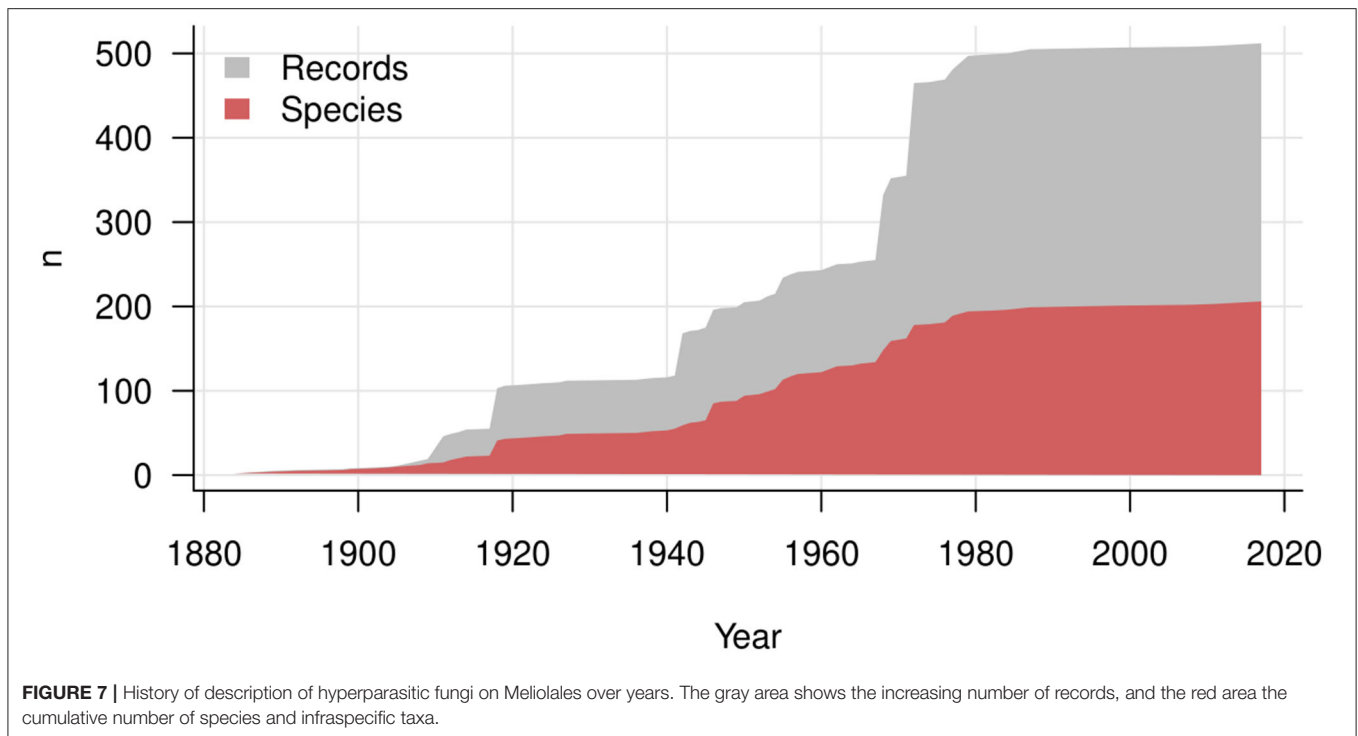 500
400
300
200
100
0
n
Records
Species
1880 1900 1920 1940 1960 1980 2000 2020
Year
FIGURE 7 | History of description of hyperparasitic fungi on Meliolales over years. The gray area shows the increasing number of records, and the red area the
cumulative number of species and infraspecific taxa.